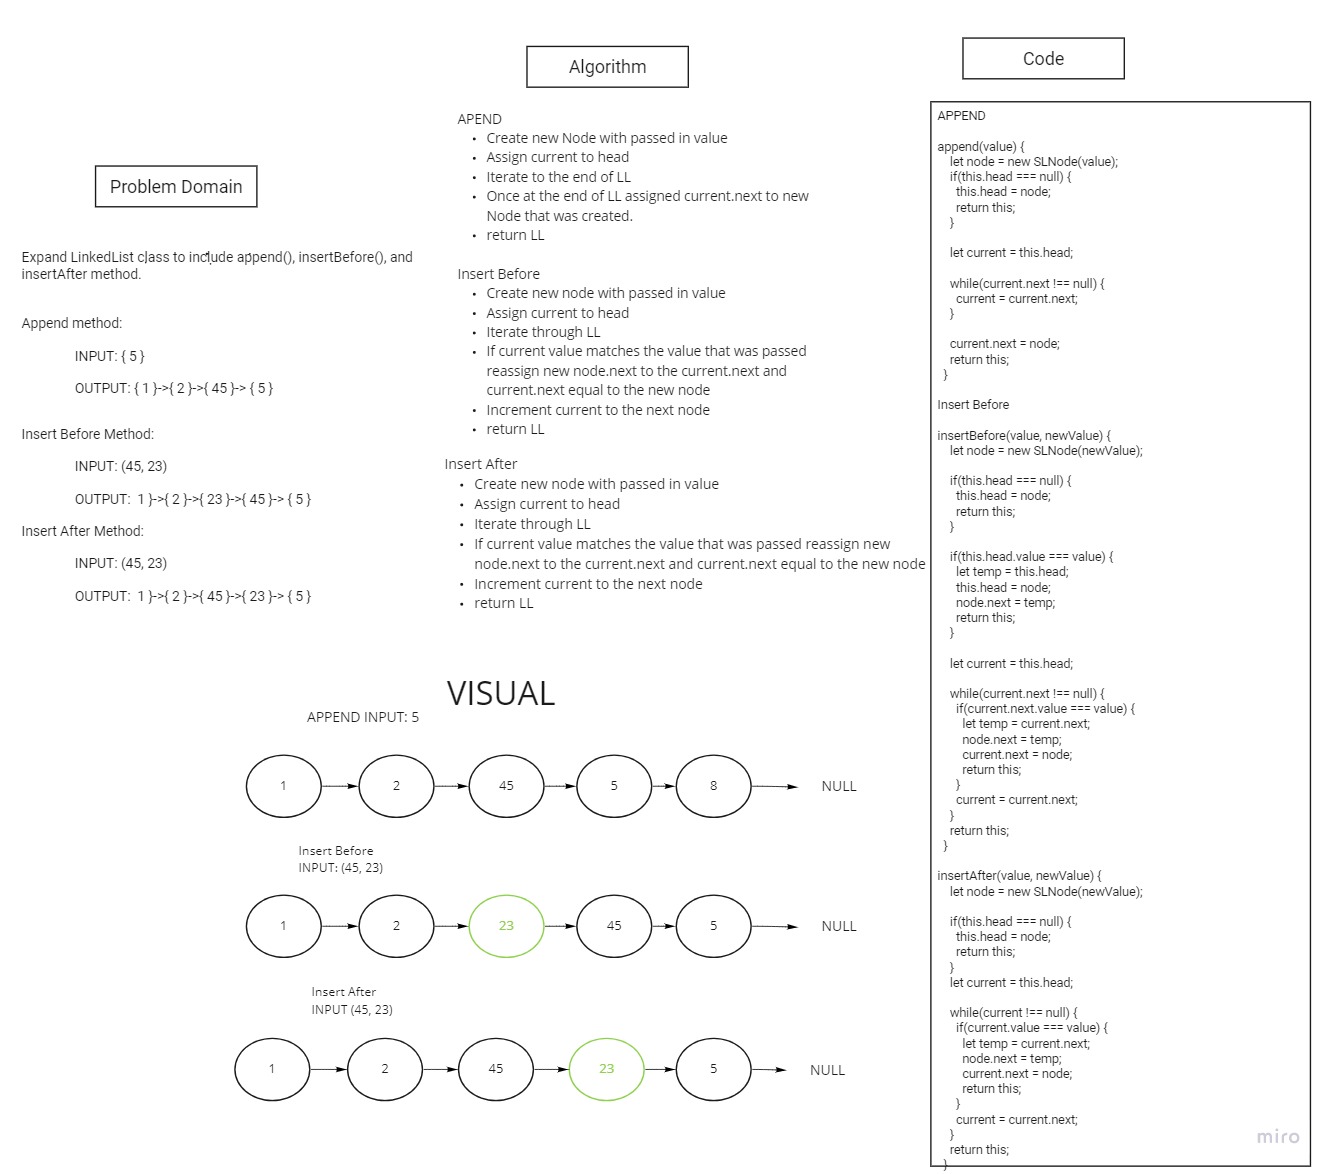 Problem Domain
Expand LinkedList class to include append(), insertBefore(), and
insertAfter method.
Append method:
INPUT: { 5 }
OUTPUT: { 1 }->{ 2 }->{ 45 }-> { 5 }
Insert Before Method:
INPUT: (45, 23)
OUTPUT:  1 }->{ 2 }->{ 23 }->{ 45 }-> { 5 }
Insert After Method:
INPUT: (45, 23)
OUTPUT:  1 }->{ 2 }->{ 45 }->{ 23 }-> { 5 }
Algorithm
APEND
• Create new Node with passed in value
• Assign current to head
• Iterate to the end of LL
• Once at the end of LL assigned current.next to new
Node that was created.
• return LL
Insert Before
• Create new node with passed in value
• Assign current to head
• Iterate through LL
• If current value matches the value that was passed
reassign new node.next to the current.next and
current.next equal to the new node
• Increment current to the next node
• return LL
Insert After
• Create new node with passed in value
• Assign current to head
• Iterate through LL
• If current value matches the value that was passed reassign new
node.next to the current.next and current.next equal to the new node
• Increment current to the next node
• return LL
VISUAL
APPEND INPUT: 5
1 2 45 5 8 NULL
Insert Before
INPUT: (45, 23)
1 2 23 45 5 NULL
Insert After
INPUT (45, 23)
1 2 45 23 5 NULL
Code
APPEND
append(value) {
let node = new SLNode(value);
if(this.head === null) {
this.head = node;
return this;
}
let current = this.head;
while(current.next !== null) {
current = current.next;
}
current.next = node;
return this;
}
Insert Before
insertBefore(value, newValue) {
let node = new SLNode(newValue);
if(this.head === null) {
this.head = node;
return this;
}
if(this.head.value === value) {
let temp = this.head;
this.head = node;
node.next = temp;
return this;
}
let current = this.head;
while(current.next !== null) {
if(current.next.value === value) {
let temp = current.next;
node.next = temp;
current.next = node;
return this;
}
current = current.next;
}
return this;
}
insertAfter(value, newValue) {
let node = new SLNode(newValue);
if(this.head === null) {
this.head = node;
return this;
}
let current = this.head;
while(current !== null) {
if(current.value === value) {
let temp = current.next;
node.next = temp;
current.next = node;
return this;
}
current = current.next;
}
return this;
}
miro